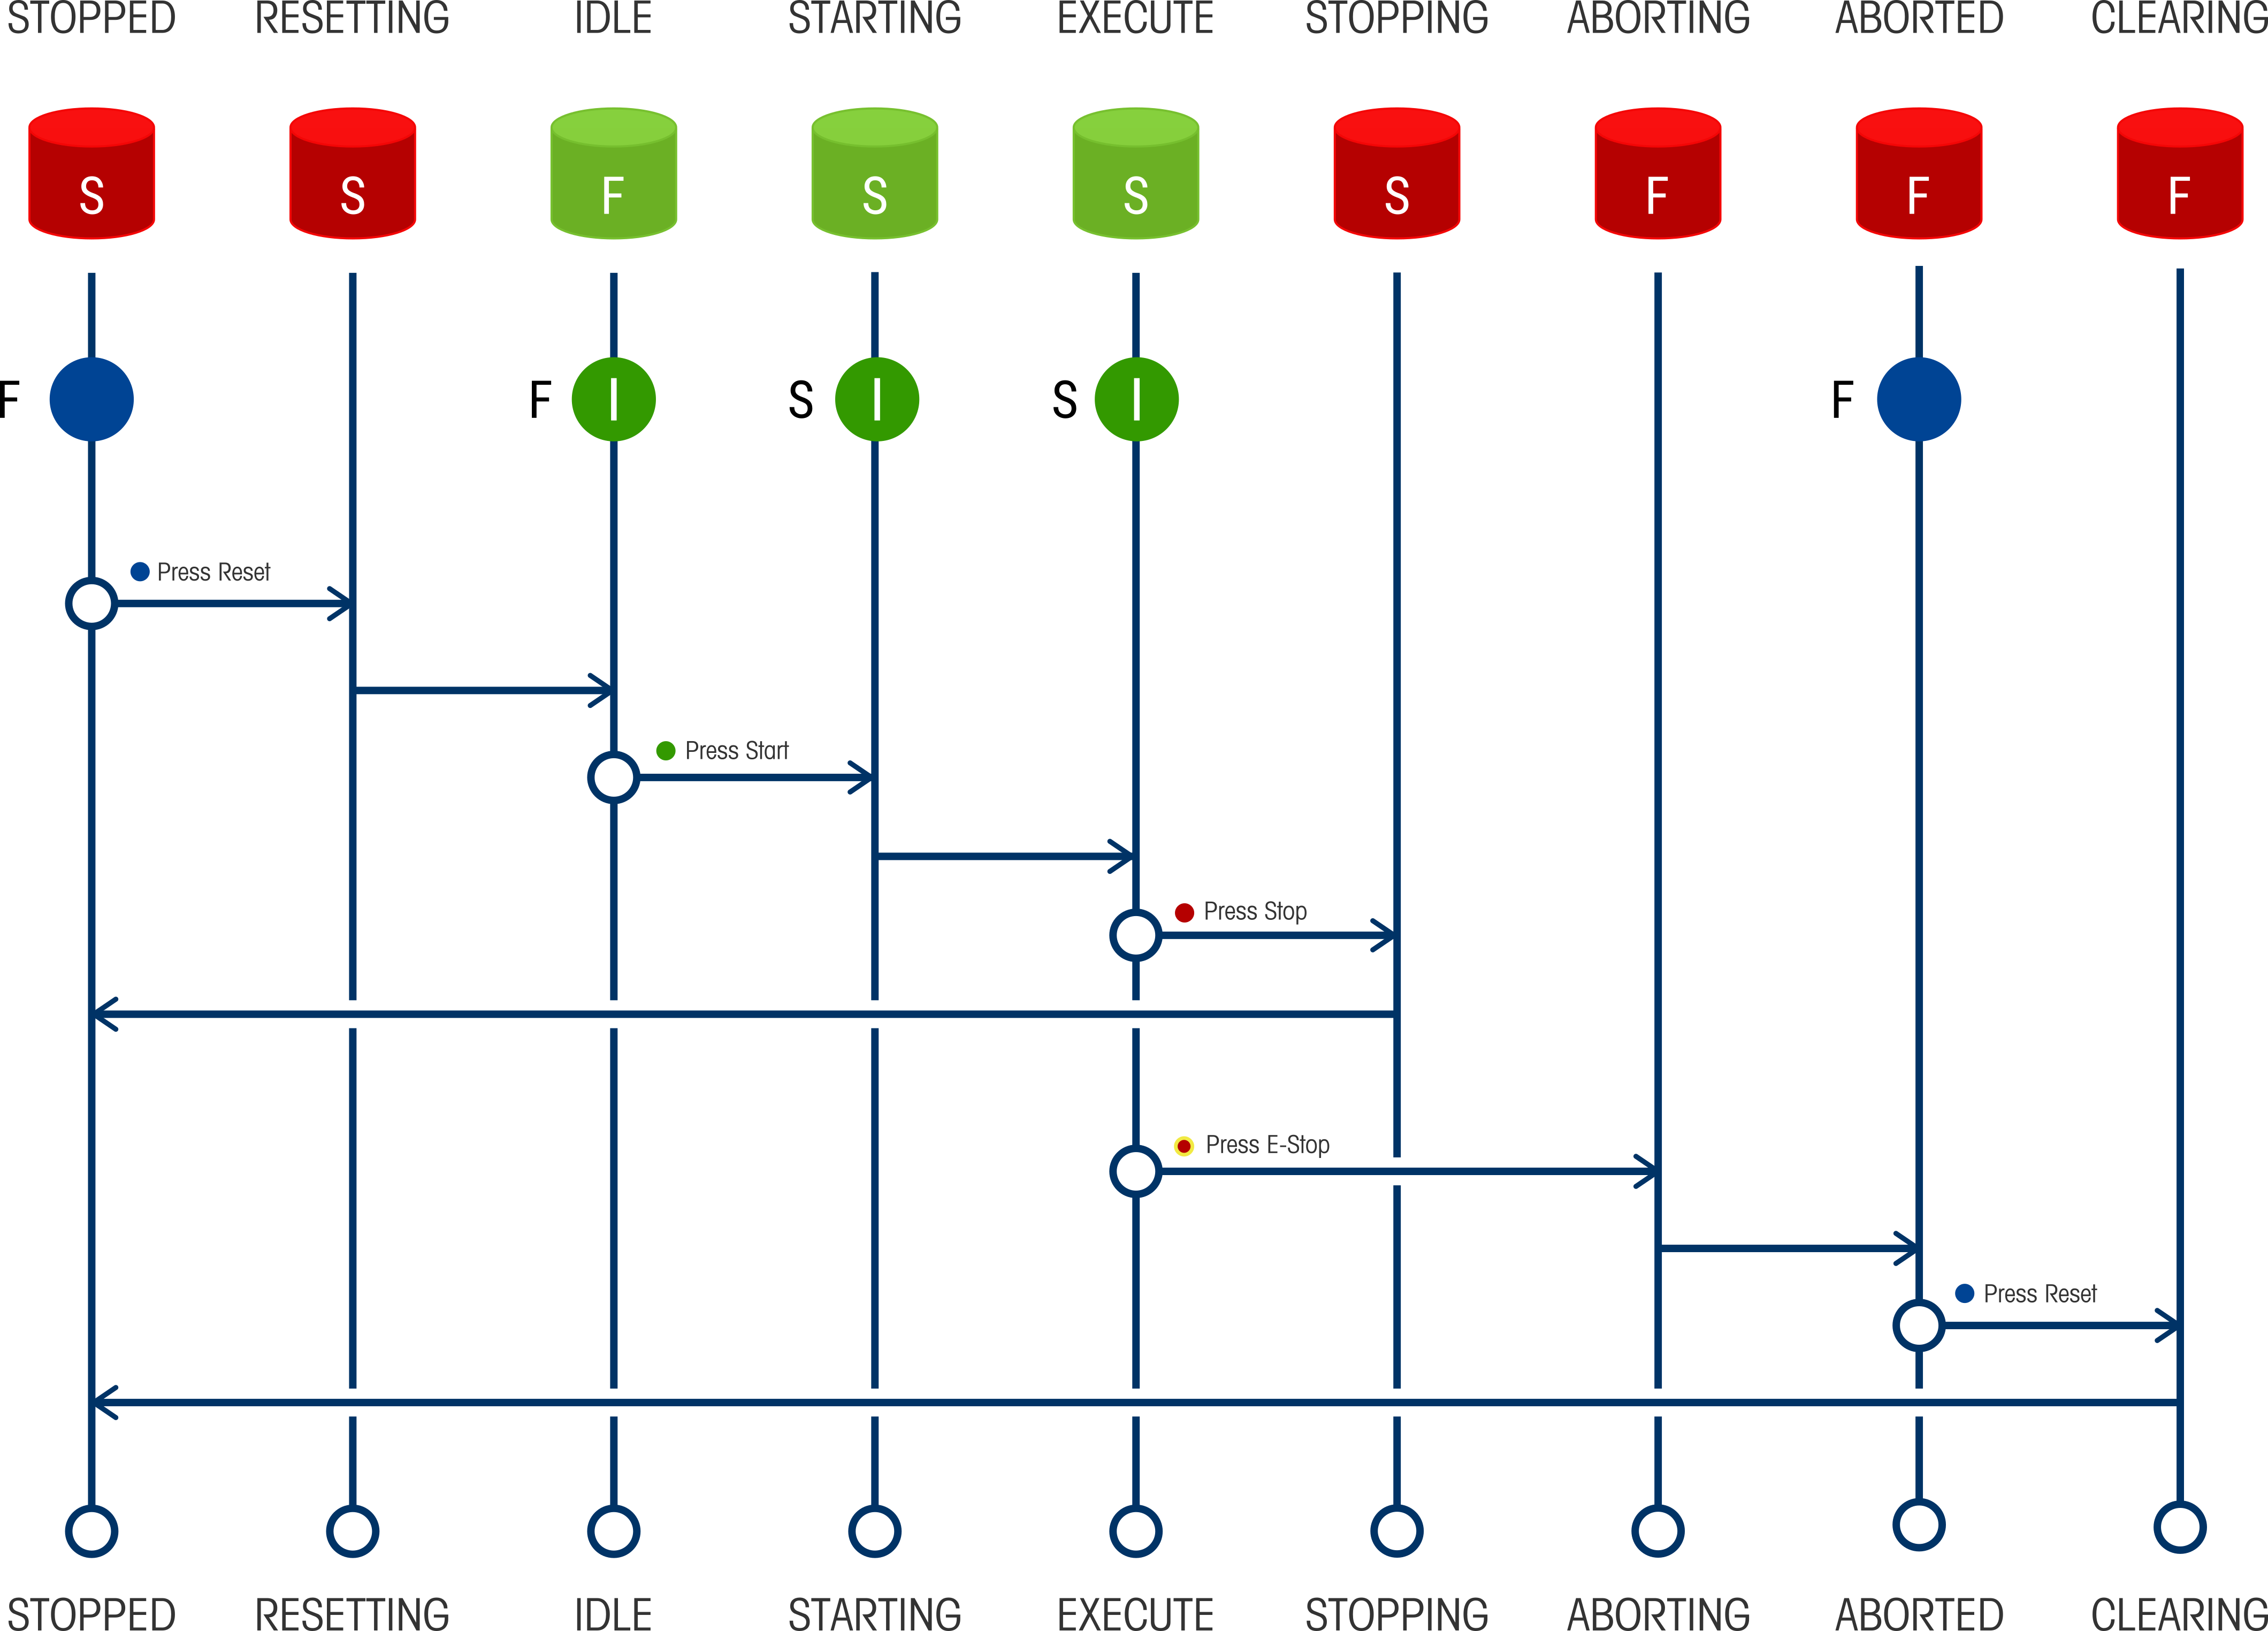 STOPPED RESETTING IDLE STARTING EXECUTE STOPPING ABORTING ABORTED CLEARING
S S F S S S F F F
F F I S I S I F
Press Reset
Press Start
Press Stop
Press E-Stop
Press Reset
STOPPED RESETTING IDLE STARTING EXECUTE STOPPING ABORTING ABORTED CLEARING